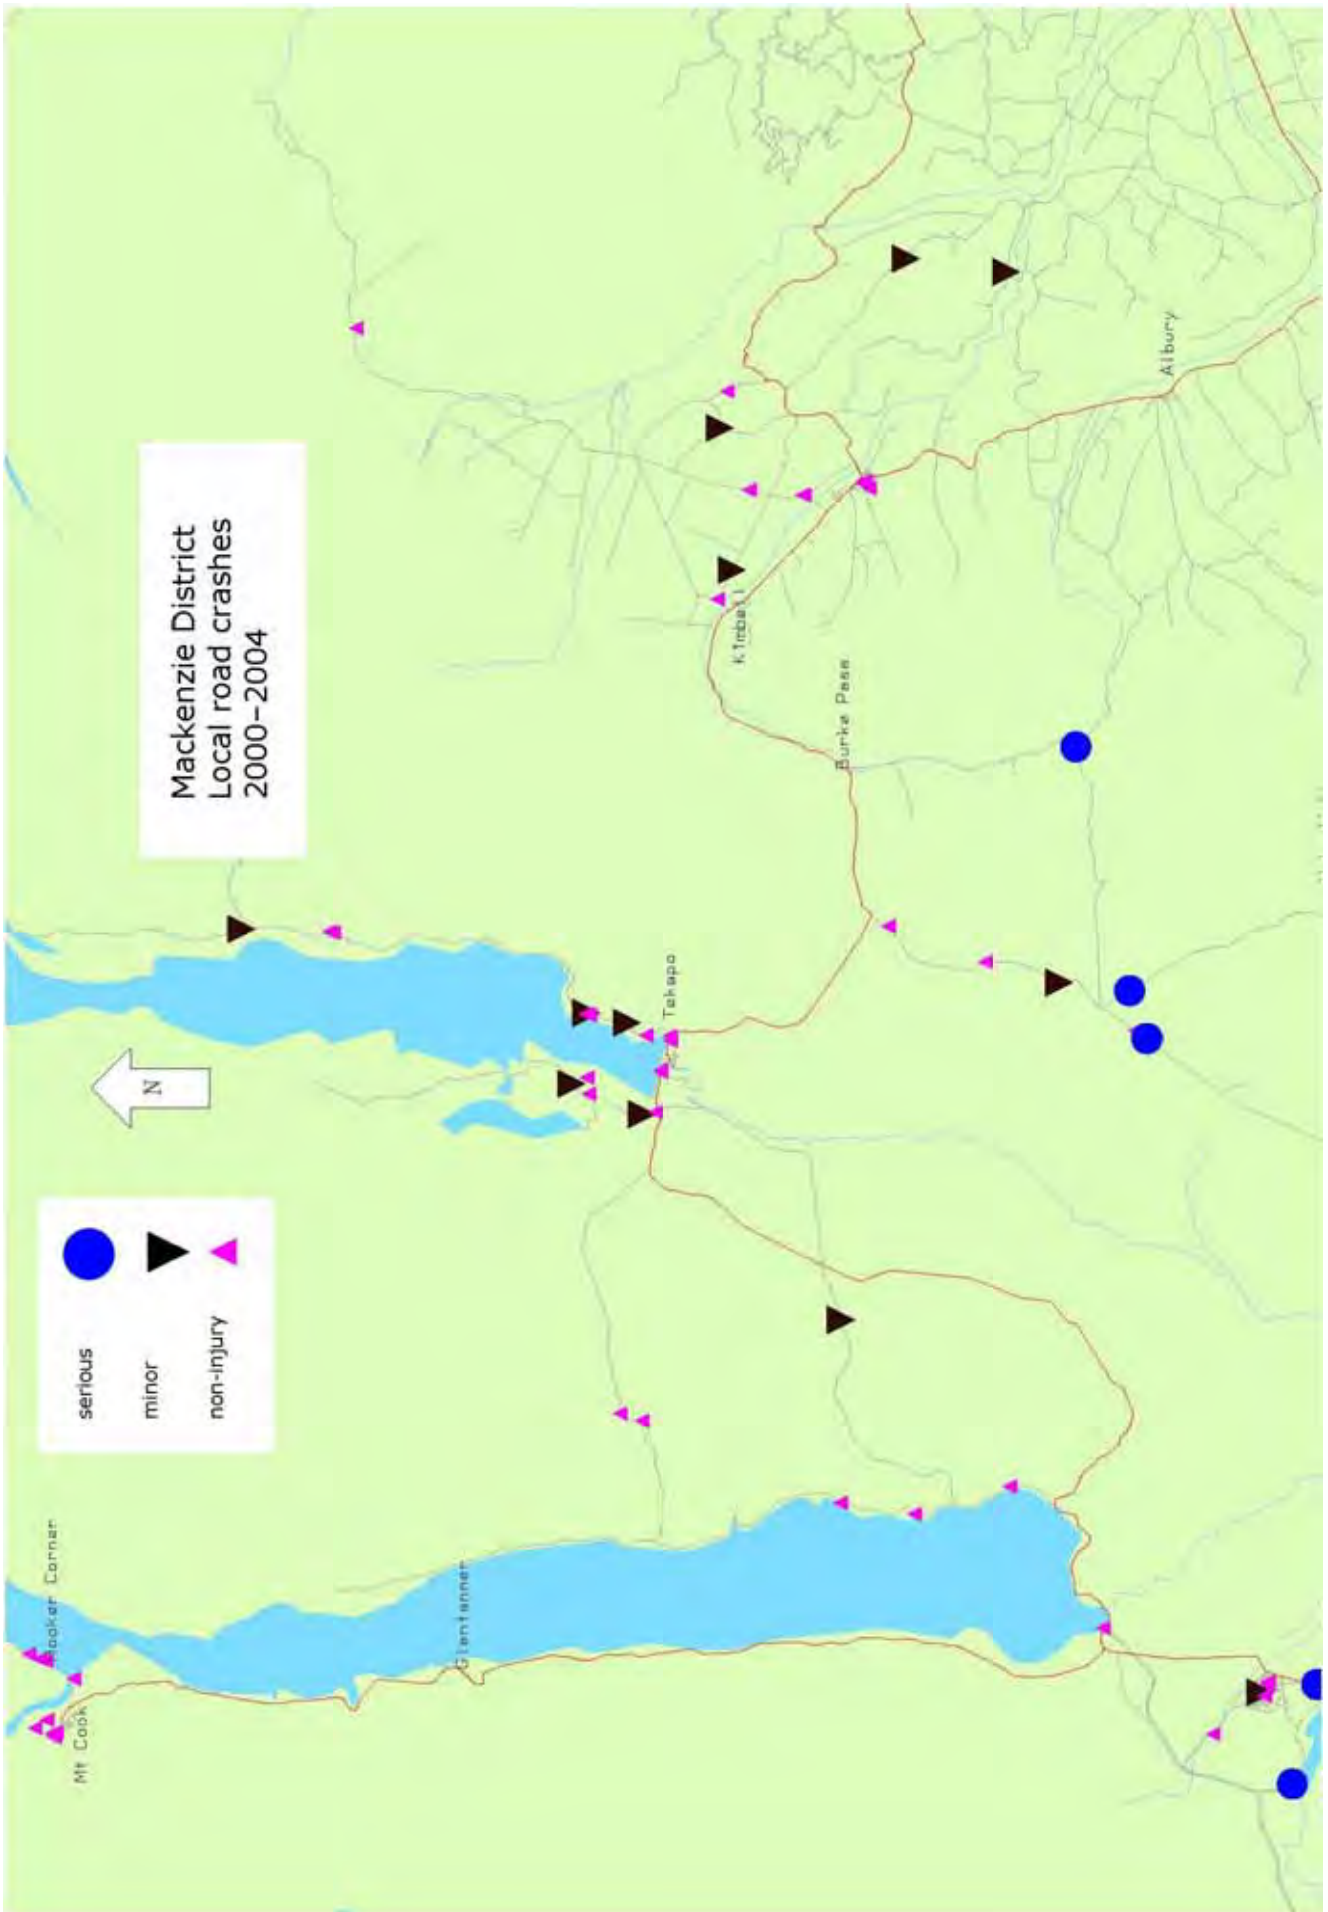 Mackenzie District
Local road crashes
2000-2004
N
serious
minor
non-injury
Hooker Corner
Mt Cook
Glentanner
Tekapo
Burke Pass
Kimbell
Albury